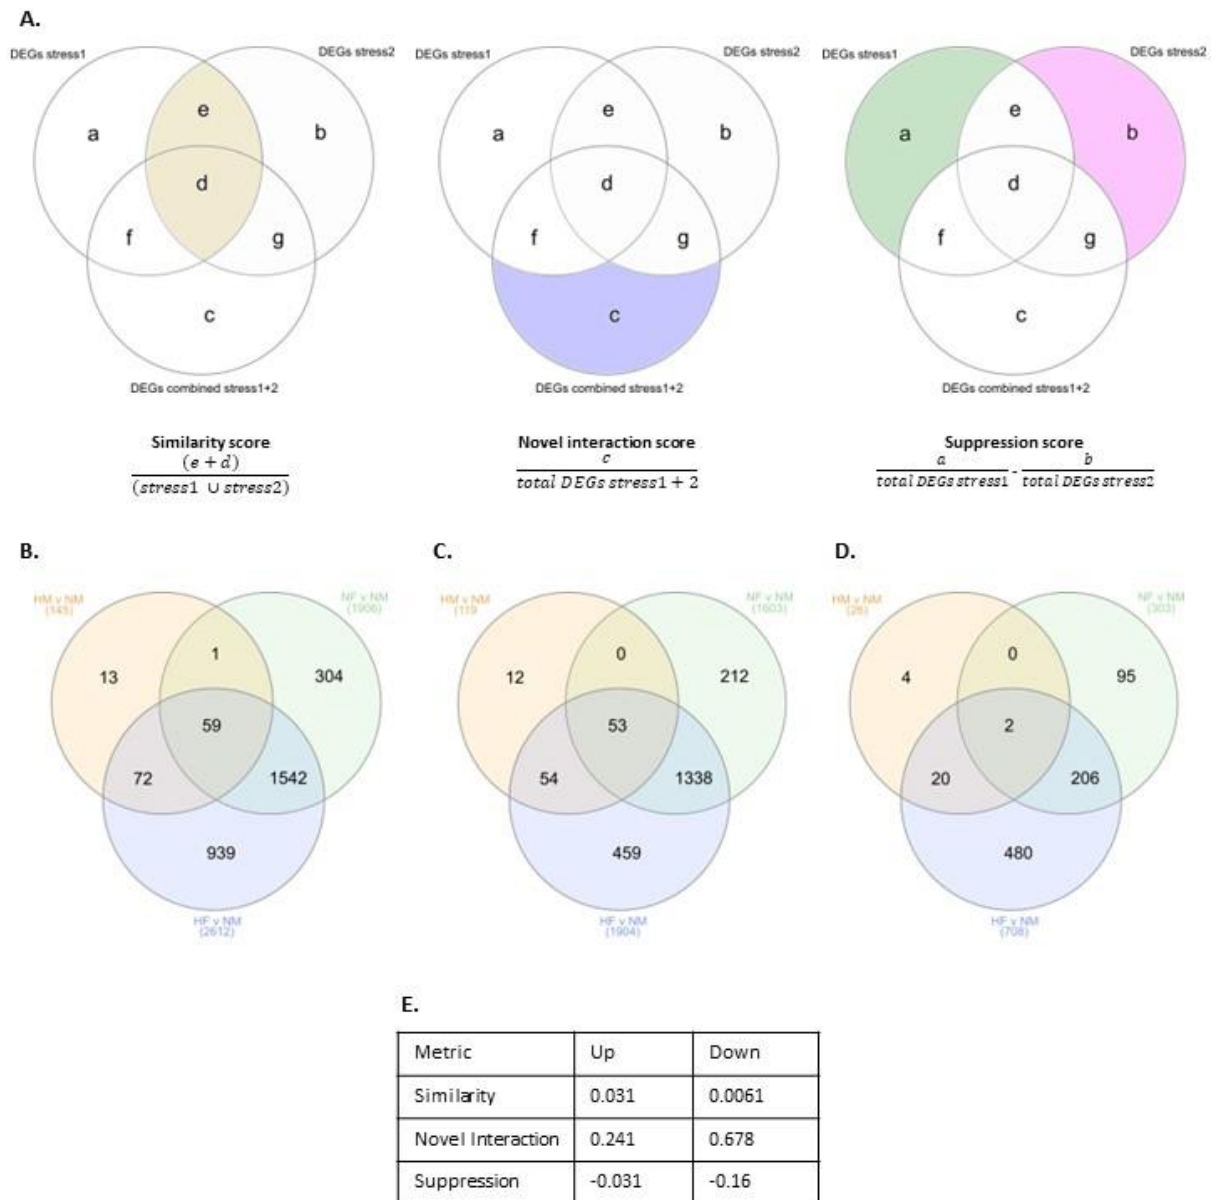 A.
DEGs stress1
DEGs stress2
a
e
b
d
f
g
c
DEGs combined stress1+2
DEGs stress1
DEGs stress2
a
e
b
d
f
g
c
DEGs combined stress1+2
DEGs stress1
DEGs stress2
a
e
b
d
f
g
c
DEGs combined stress1+2
Similarity score
(e + d)
(stress1 ∪ stress2)
Novel interaction score
c
total DEGs stress1 + 2
Suppression score
a - b
total DEGs stress1 total DEGs stress2
B.
HM v NM
(145)
NF v NM
(1906)
13
1
304
59
72
1542
939
HF v NM
(2612)
C.
HM v NM
(119
NF v NM
(1603)
12
0
212
53
54
1338
459
HF v NM
(1904)
D.
HM v NM
(26)
NF v NM
(303)
4
0
95
2
20
206
480
HF v NM
(708)
E.
Metric Up Down
Similarity 0.031 0.0061
Novel Interaction 0.241 0.678
Suppression -0.031 -0.16